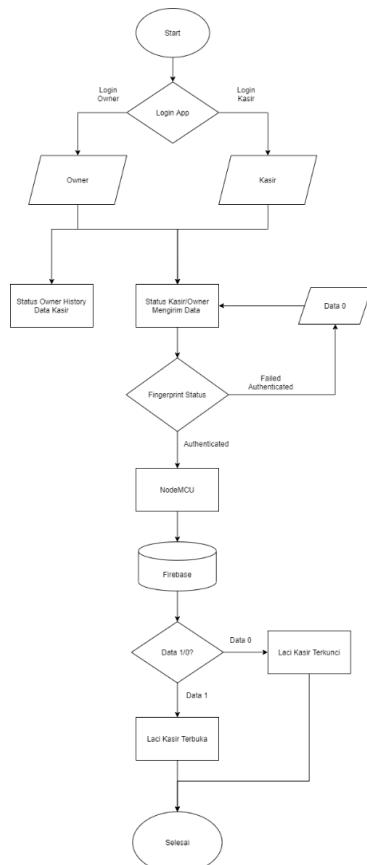 Start
Login
Owner
Login
Kasir
Login App
Owner
Kasir
Status Owner History
Data Kasir
Status Kasir/Owner
Mengirim Data
Data 0
Fingerprint Status
Failed
Authenticated
Authenticated
NodeMCU
Firebase
Data 1/0?
Data 0
Laci Kasir Terkunci
Data 1
Laci Kasir Terbuka
Selesai